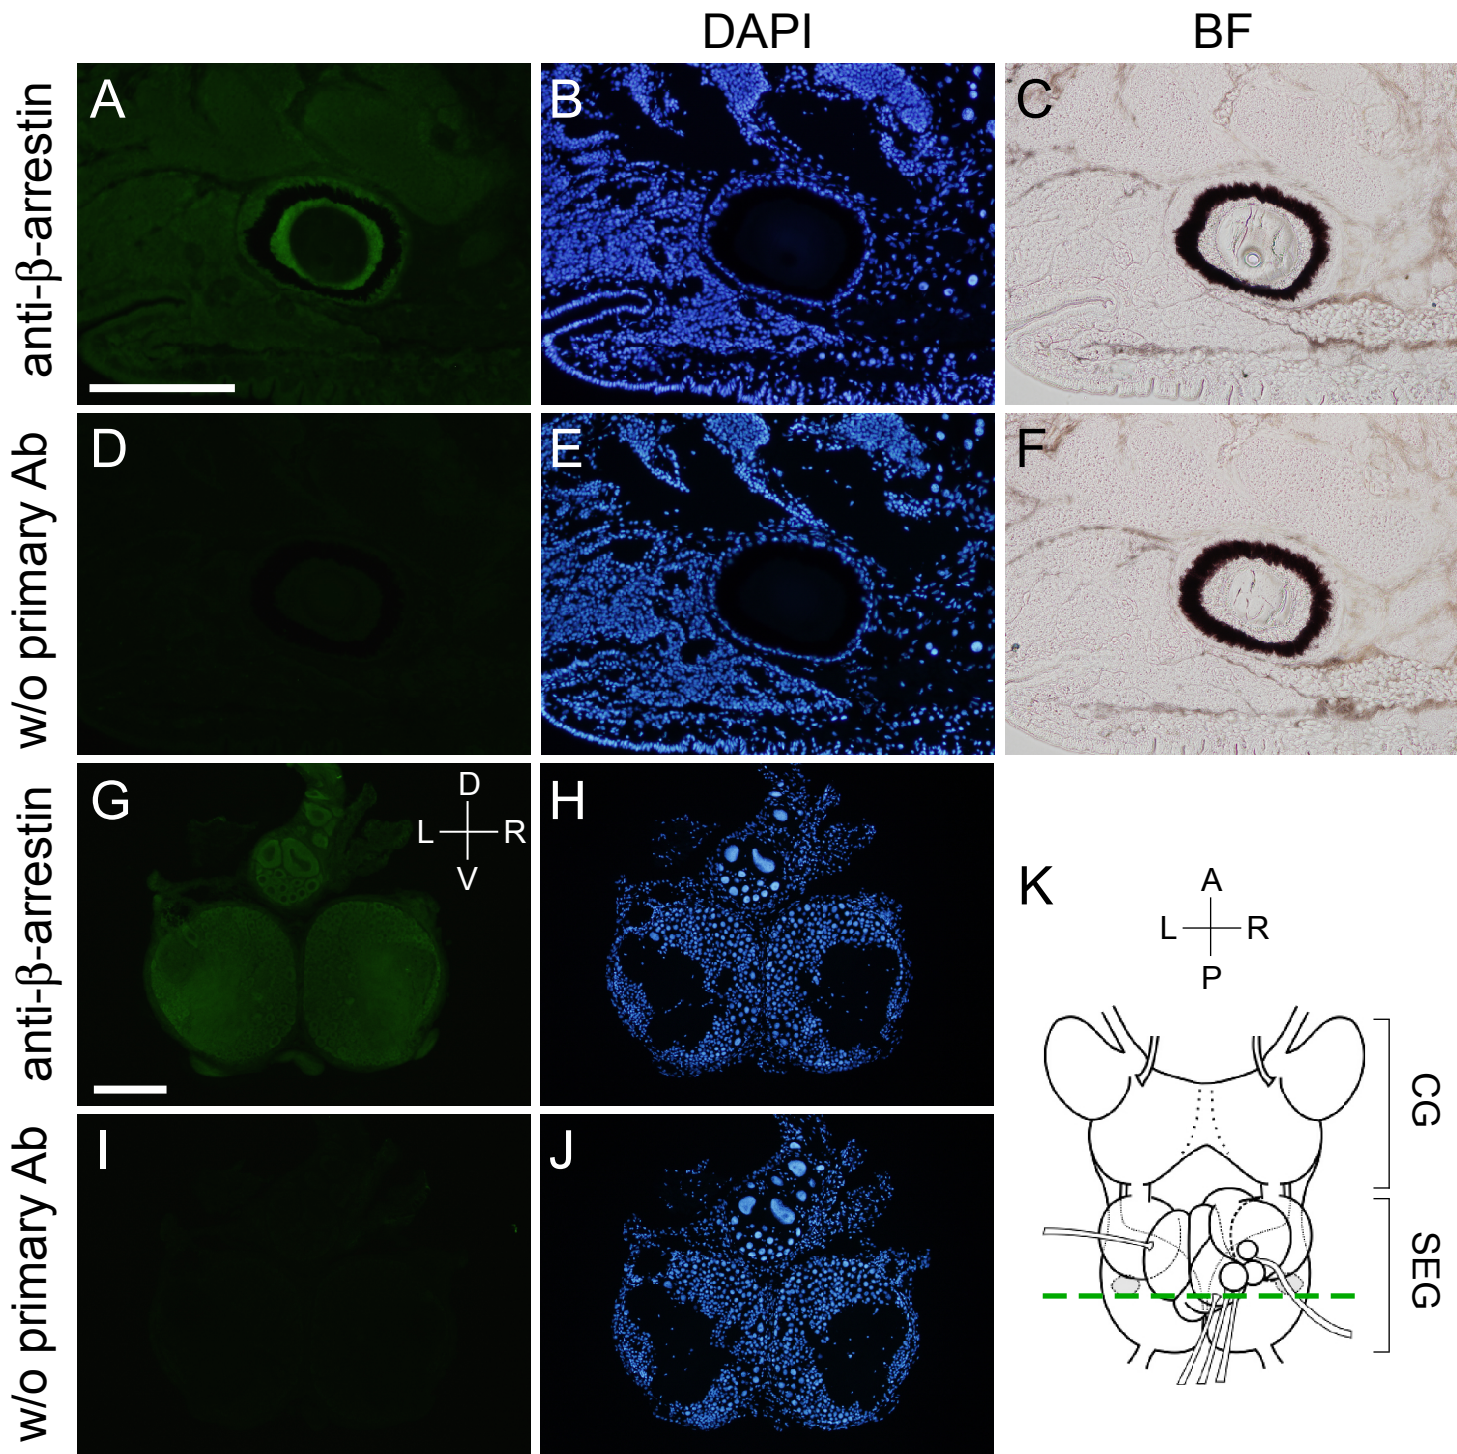 DAPI
BF
anti-β-arrestin
A
B
C
w/o primary Ab
D
E
F
anti-β-arrestin
G
D
L
R
V
H
K
A
L
R
P
CG
SEG
w/o primary Ab
I
J